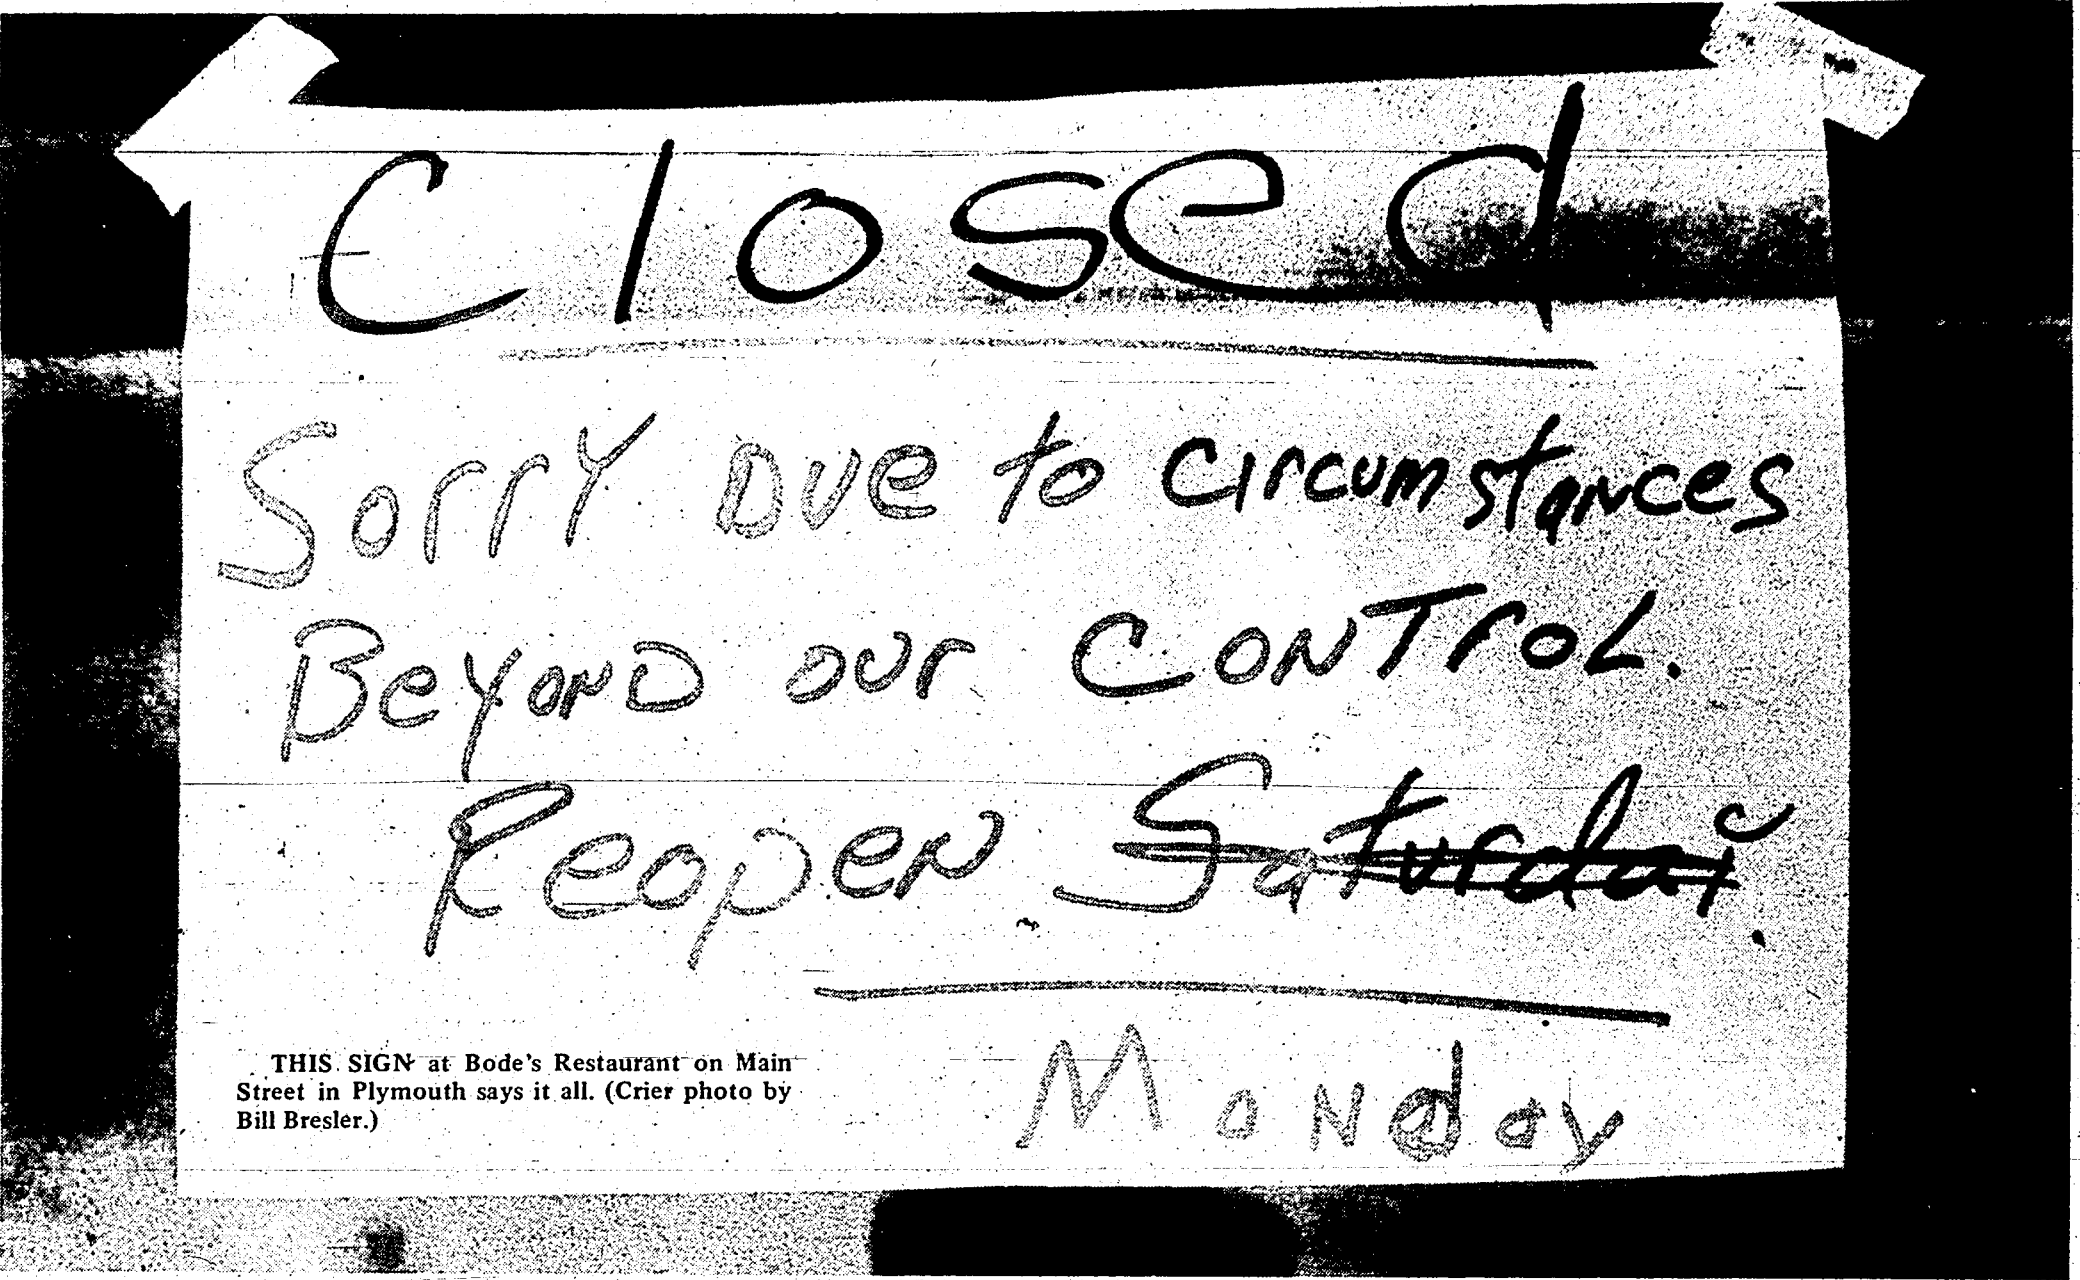 Closed
Sorry Due to circumstances
Beyond our CONTROL.
Reopen Saturday
Monday
THIS SIGN at Bode's Restaurant on Main
Street in Plymouth says it all. (Crier photo by
Bill Bresler.)